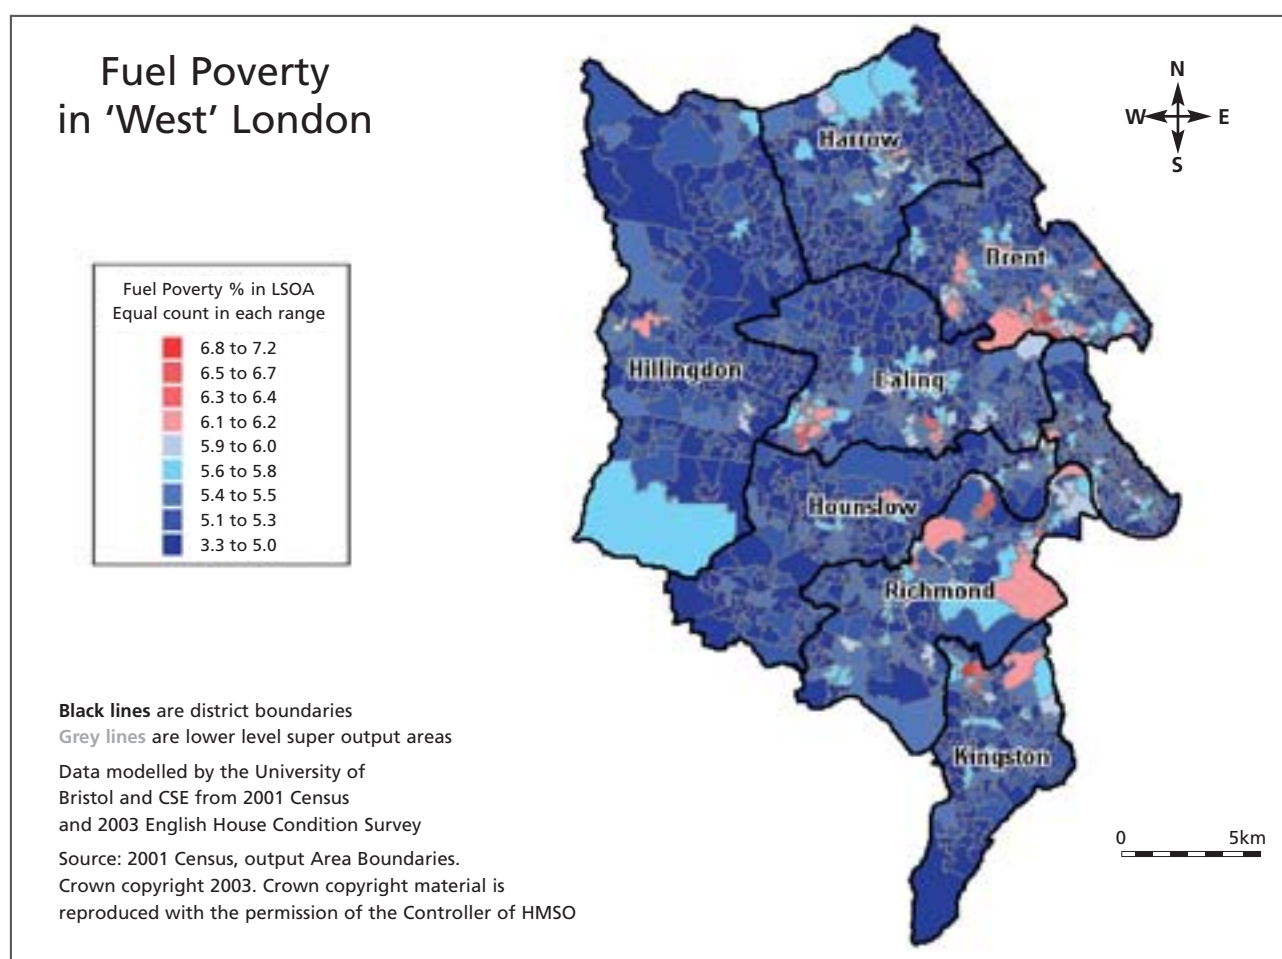 Fuel Poverty
in ‘West’ London
N
W E
S
Fuel Poverty % in LSOA
Equal count in each range
6.8 to 7.2
6.5 to 6.7
6.3 to 6.4
6.1 to 6.2
5.9 to 6.0
5.6 to 5.8
5.4 to 5.5
5.1 to 5.3
3.3 to 5.0
Harrow
Brent
Hillingdon
Ealing
Hounslow
Richmond
Kingston
Black lines are district boundaries
Grey lines are lower level super output areas
Data modelled by the University of
Bristol and CSE from 2001 Census
and 2003 English House Condition Survey
Source: 2001 Census, output Area Boundaries.
Crown copyright 2003. Crown copyright material is
reproduced with the permission of the Controller of HMSO
0 5km